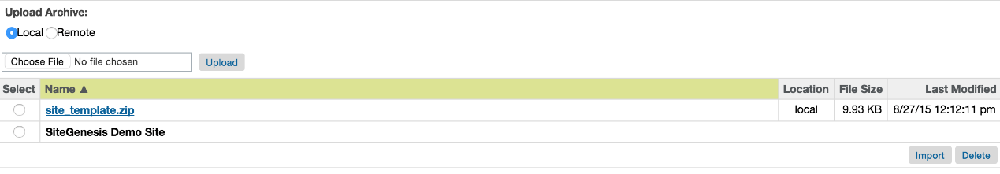 Upload Archive:
Local Remote
Choose File No file chosen Upload
Select Name ▲ Location File Size Last Modified
site_template.zip local 9.93 KB 8/27/15 12:12:11 pm
SiteGenesis Demo Site
Import Delete